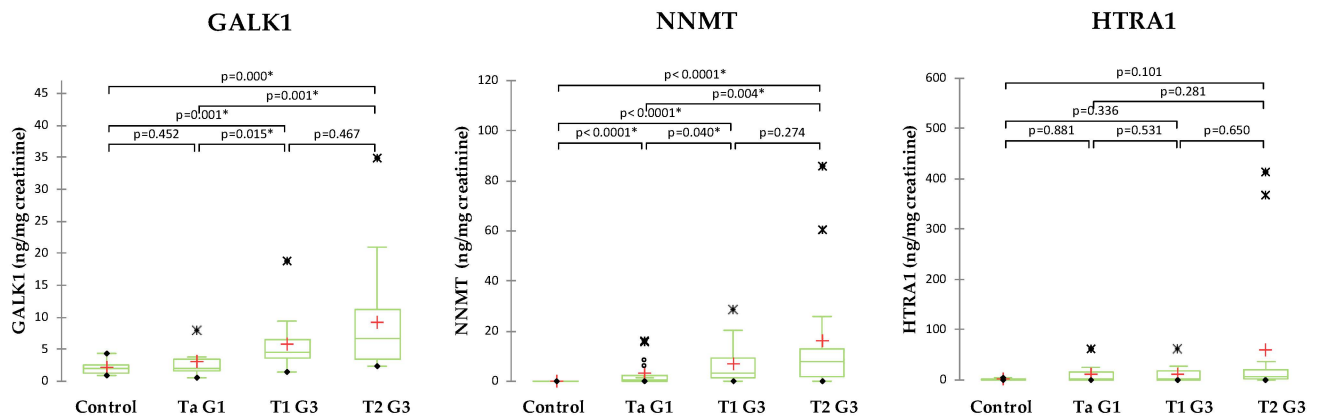 GALK1
p=0.000*
p=0.001*
p=0.001*
p=0.452
p=0.015*
p=0.467
GALK1 (ng/mg creatinine)
45
40
35
30
25
20
15
10
5
0
Control
Ta G1
T1 G3
T2 G3
NNMT
p<0.0001*
p=0.004*
p<0.0001*
p<0.0001*
p=0.040*
p=0.274
NNMT (ng/mg creatinine)
120
100
80
60
40
20
0
Control
Ta G1
T1 G3
T2 G3
HTRA1
p=0.101
p=0.281
p=0.336
p=0.881
p=0.531
p=0.650
HTRA1 (ng/mg creatinine)
600
500
400
300
200
100
0
Control
Ta G1
T1 G3
T2 G3